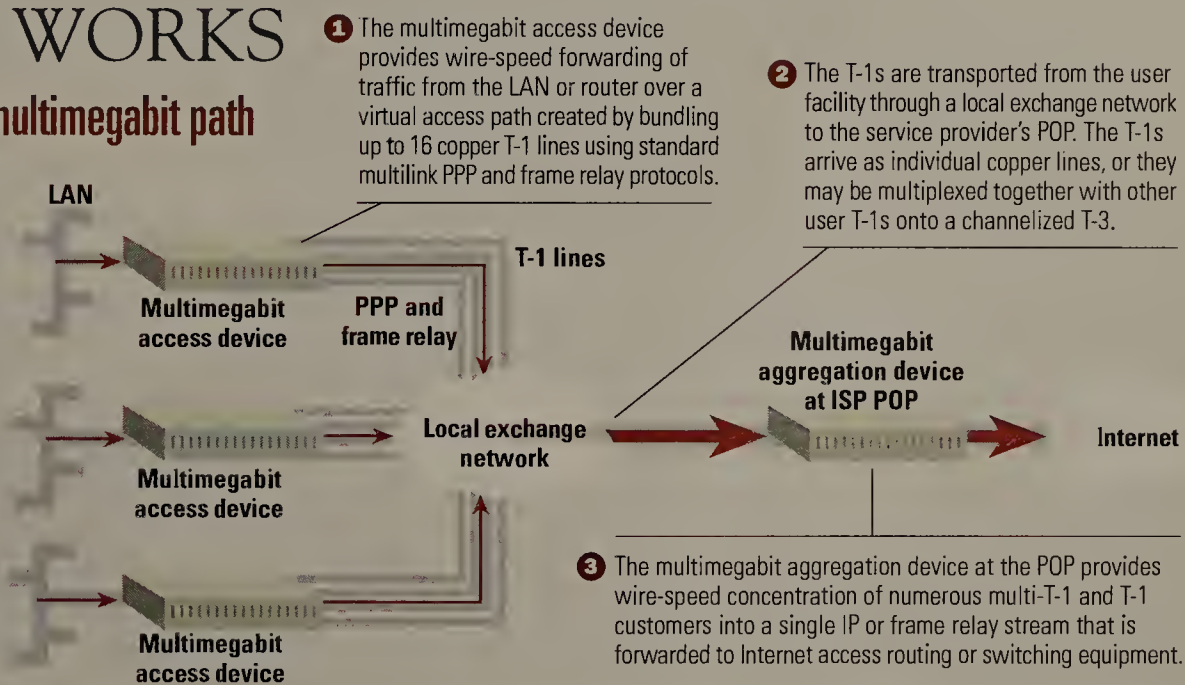 WORKS
multimegabit path
1 The multimegabit access device
provides wire-speed forwarding of
traffic from the LAN or router over a
virtual access path created by bundling
up to 16 copper T-1 lines using standard
multilink PPP and frame relay protocols.
2 The T-1s are transported from the user
facility through a local exchange network
to the service provider's POP. The T-1s
arrive as individual copper lines, or they
may be multiplexed together with other
user T-1s onto a channelized T-3.
LAN
T-1 lines
Multimegabit
access device
PPP and
frame relay
Multimegabit
aggregation device
at ISP POP
Local exchange
network
Internet
Multimegabit
access device
Multimegabit
access device
3 The multimegabit aggregation device at the POP provides
wire-speed concentration of numerous multi-T-1 and T-1
customers into a single IP or frame relay stream that is
forwarded to Internet access routing or switching equipment.